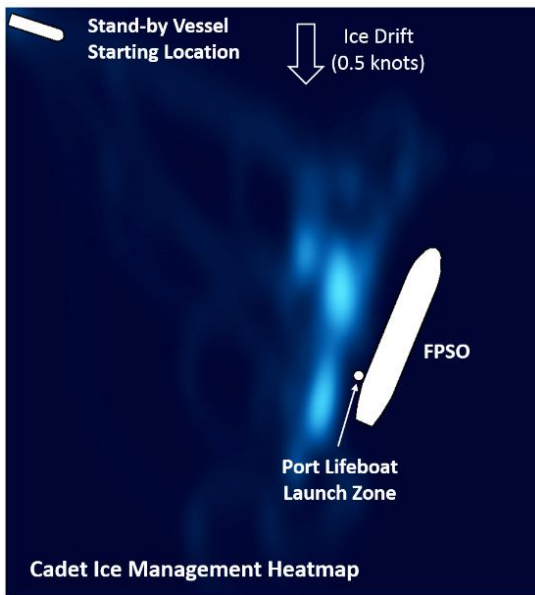 Stand-by Vessel
Starting Location
Ice Drift
(0.5 knots)
FPSO
Port Lifeboat
Launch Zone
Cadet Ice Management Heatmap